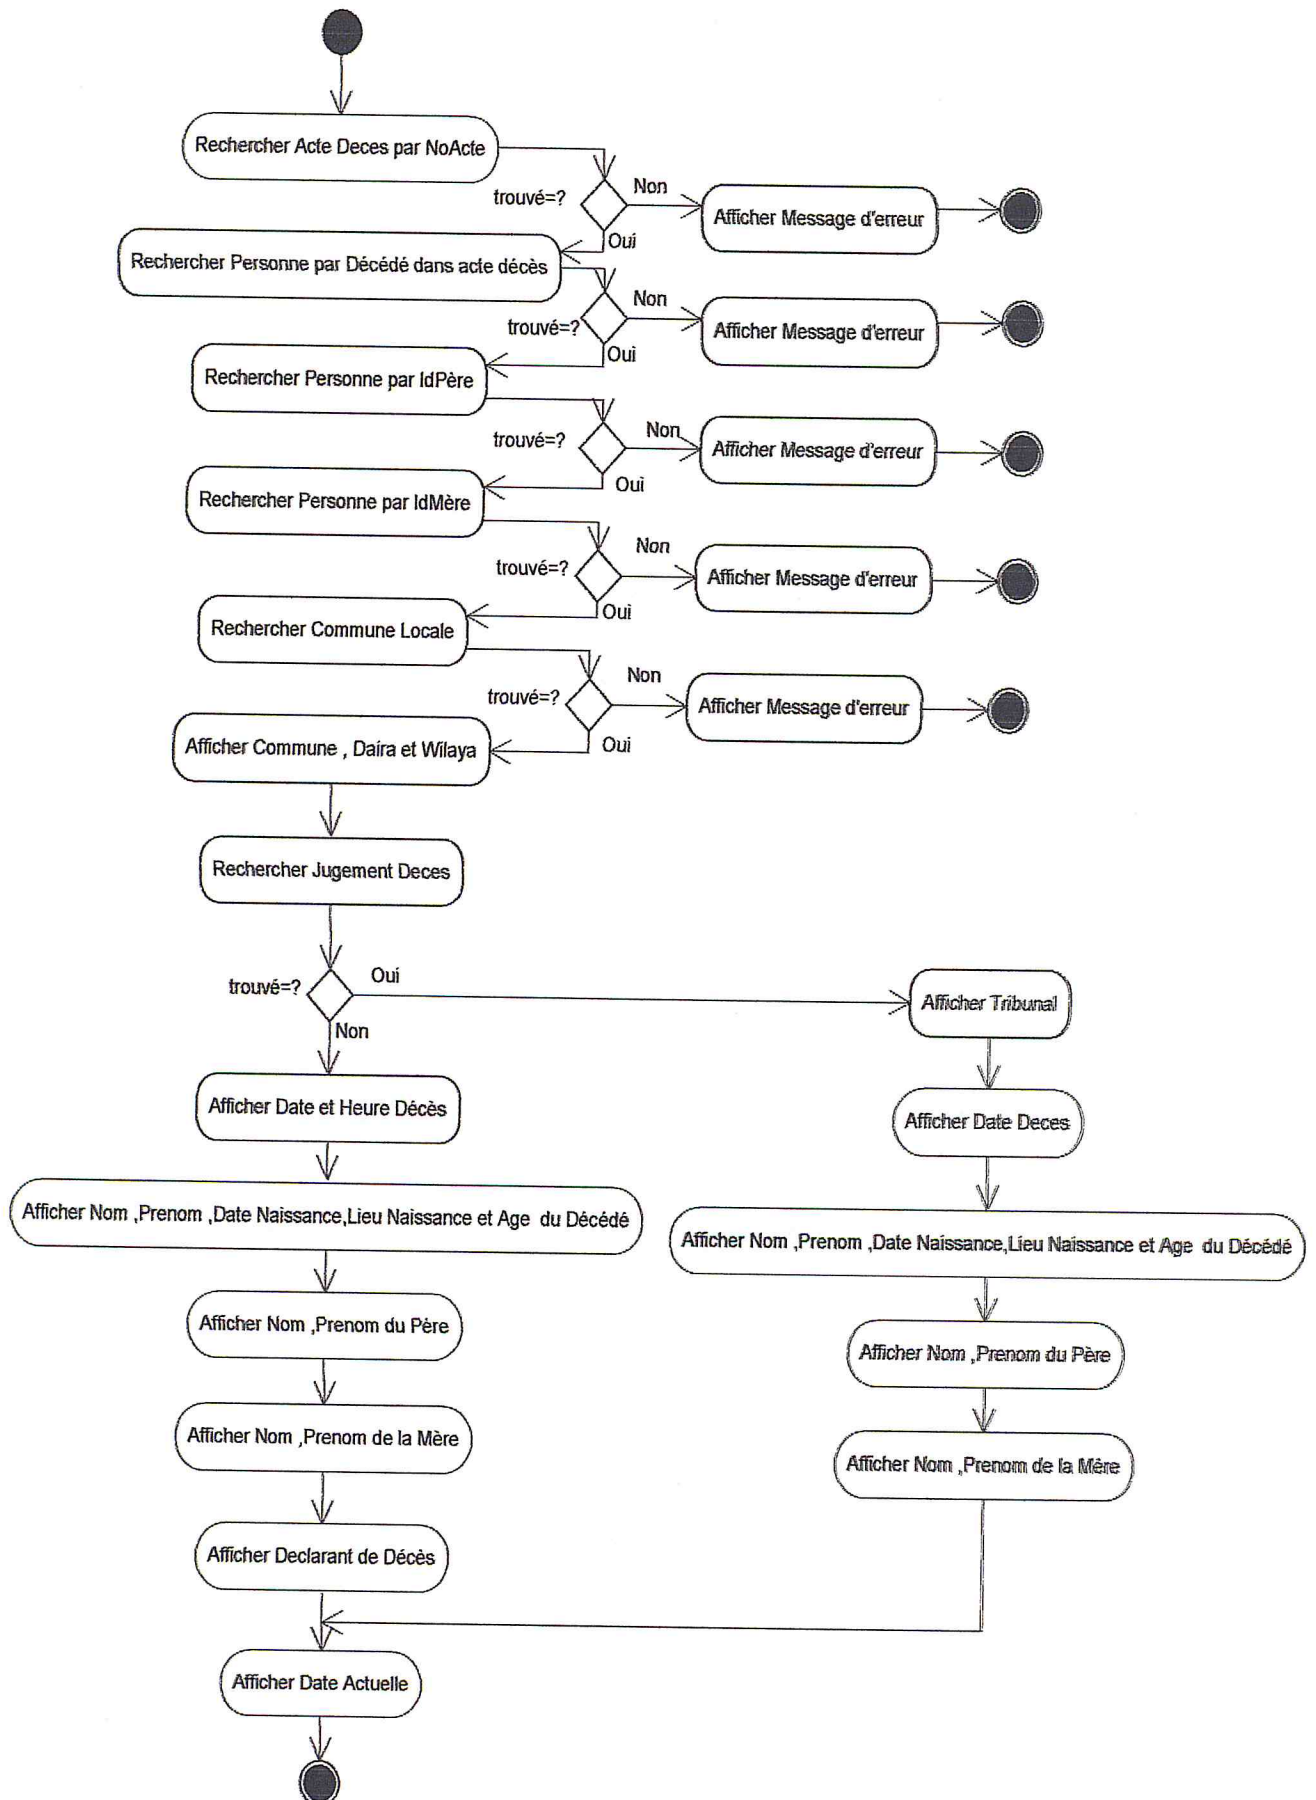 Rechercher Acte Deces par NoActe
trouvé=?
Non
Afficher Message d'erreur
Oui
Rechercher Personne par Décédé dans acte décès
trouvé=?
Non
Afficher Message d'erreur
Oui
Rechercher Personne par IdPère
trouvé=?
Non
Afficher Message d'erreur
Oui
Rechercher Personne par IdMère
trouvé=?
Non
Afficher Message d'erreur
Oui
Rechercher Commune Locale
trouvé=?
Non
Afficher Message d'erreur
Oui
Afficher Commune , Daira et Wilaya
Rechercher Jugement Deces
trouvé=?
Oui
Non
Afficher Tribunal
Afficher Date et Heure Décès
Afficher Date Deces
Afficher Nom ,Prenom ,Date Naissance,Lieu Naissance et Age du Décédé
Afficher Nom ,Prenom ,Date Naissance,Lieu Naissance et Age du Décédé
Afficher Nom ,Prenom du Père
Afficher Nom ,Prenom du Père
Afficher Nom ,Prenom de la Mère
Afficher Nom ,Prenom de la Mère
Afficher Declarant de Décès
Afficher Date Actuelle